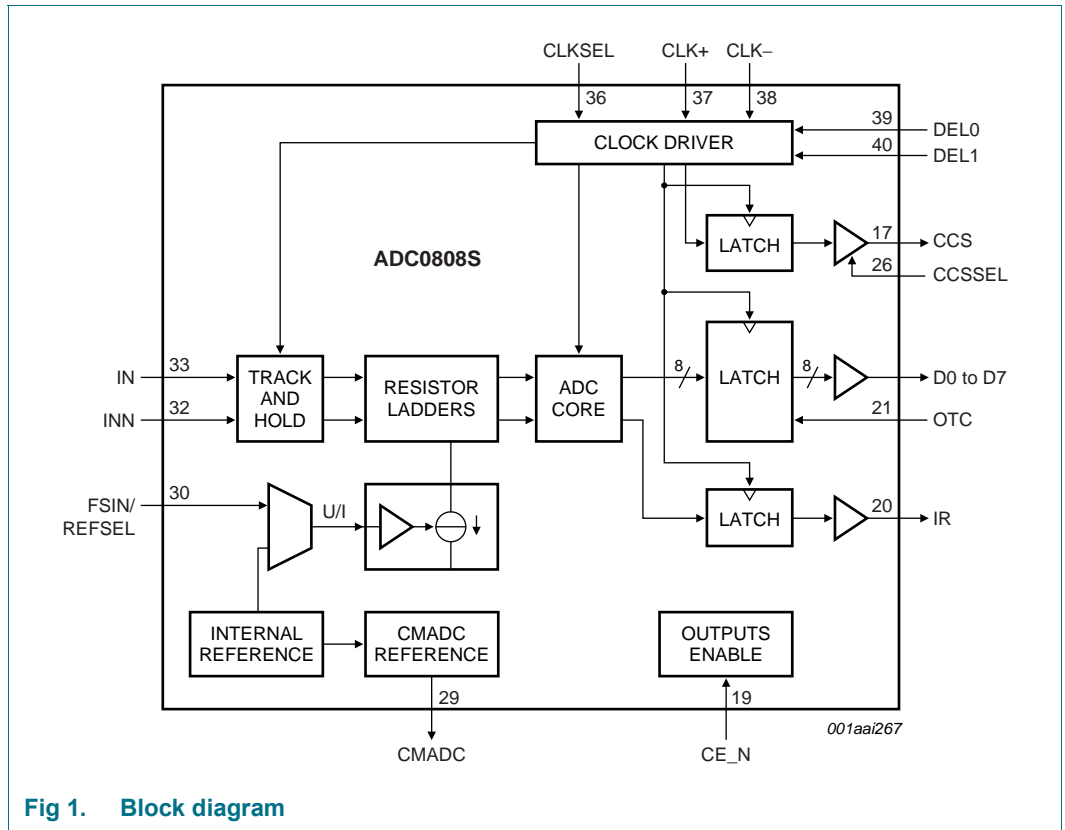 CLKSEL CLK+ CLK–
36 37 38
CLOCK DRIVER
39 DEL0
40 DEL1
LATCH
17 CCS
26 CCSSEL
ADC0808S
IN 33
INN 32
TRACK
AND
HOLD
RESISTOR
LADDERS
ADC
CORE
8
LATCH
8
D0 to D7
21 OTC
FSIN/
REFSEL
30
U/I
LATCH
20 IR
INTERNAL
REFERENCE
CMADC
REFERENCE
OUTPUTS
ENABLE
29
19
001aai267
CMADC
CE_N
Fig 1. Block diagram